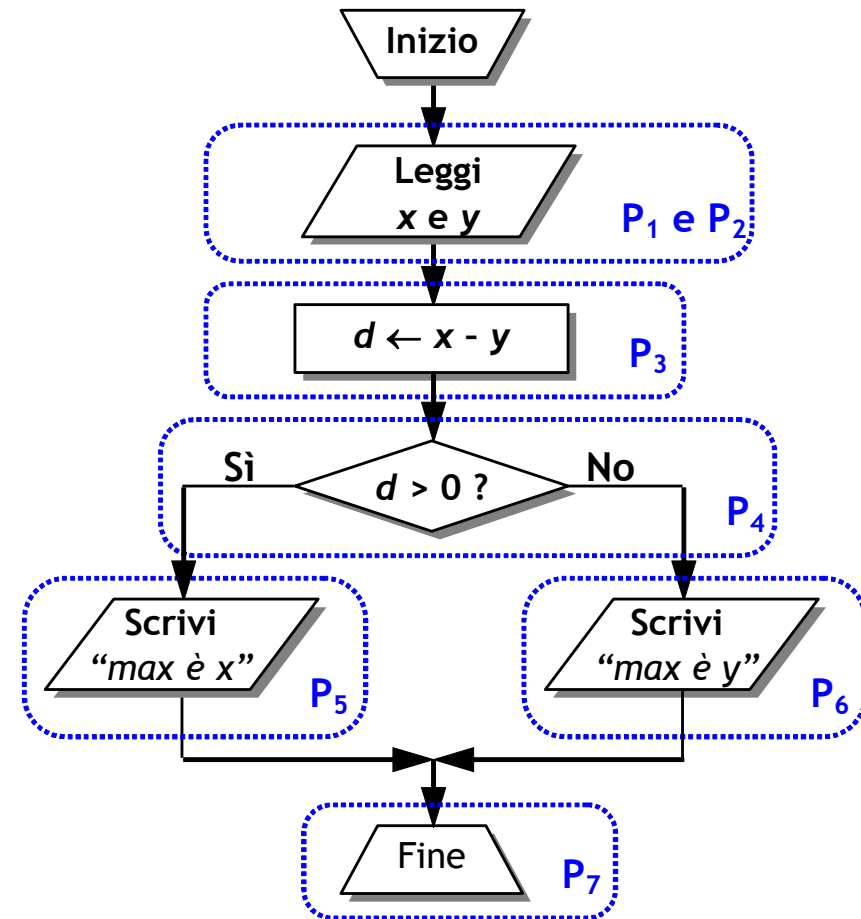 Inizio
Leggi
x e y
P₁ e P₂
d ← x - y
P₃
Sì
d > 0 ?
No
P₄
Scrivi
“max è x”
P₅
Scrivi
“max è y”
P₆
Fine
P₇